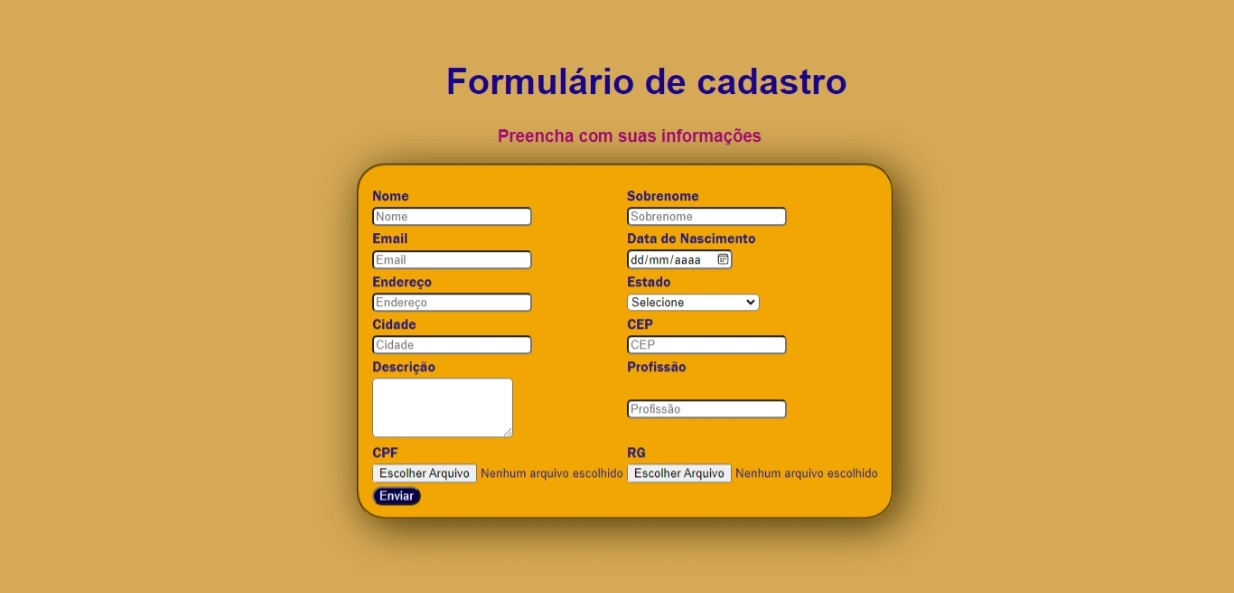 Formulário de cadastro
Preencha com suas informações
Nome Sobrenome
Nome Sobrenome
Email Data de Nascimento
Email dd/mm/aaaa
Endereço Estado
Endereço Selecione
Cidade CEP
Cidade CEP
Descrição Profissão
Profissão
CPF RG
Escolher Arquivo Nenhum arquivo escolhido Escolher Arquivo Nenhum arquivo escolhido
Enviar